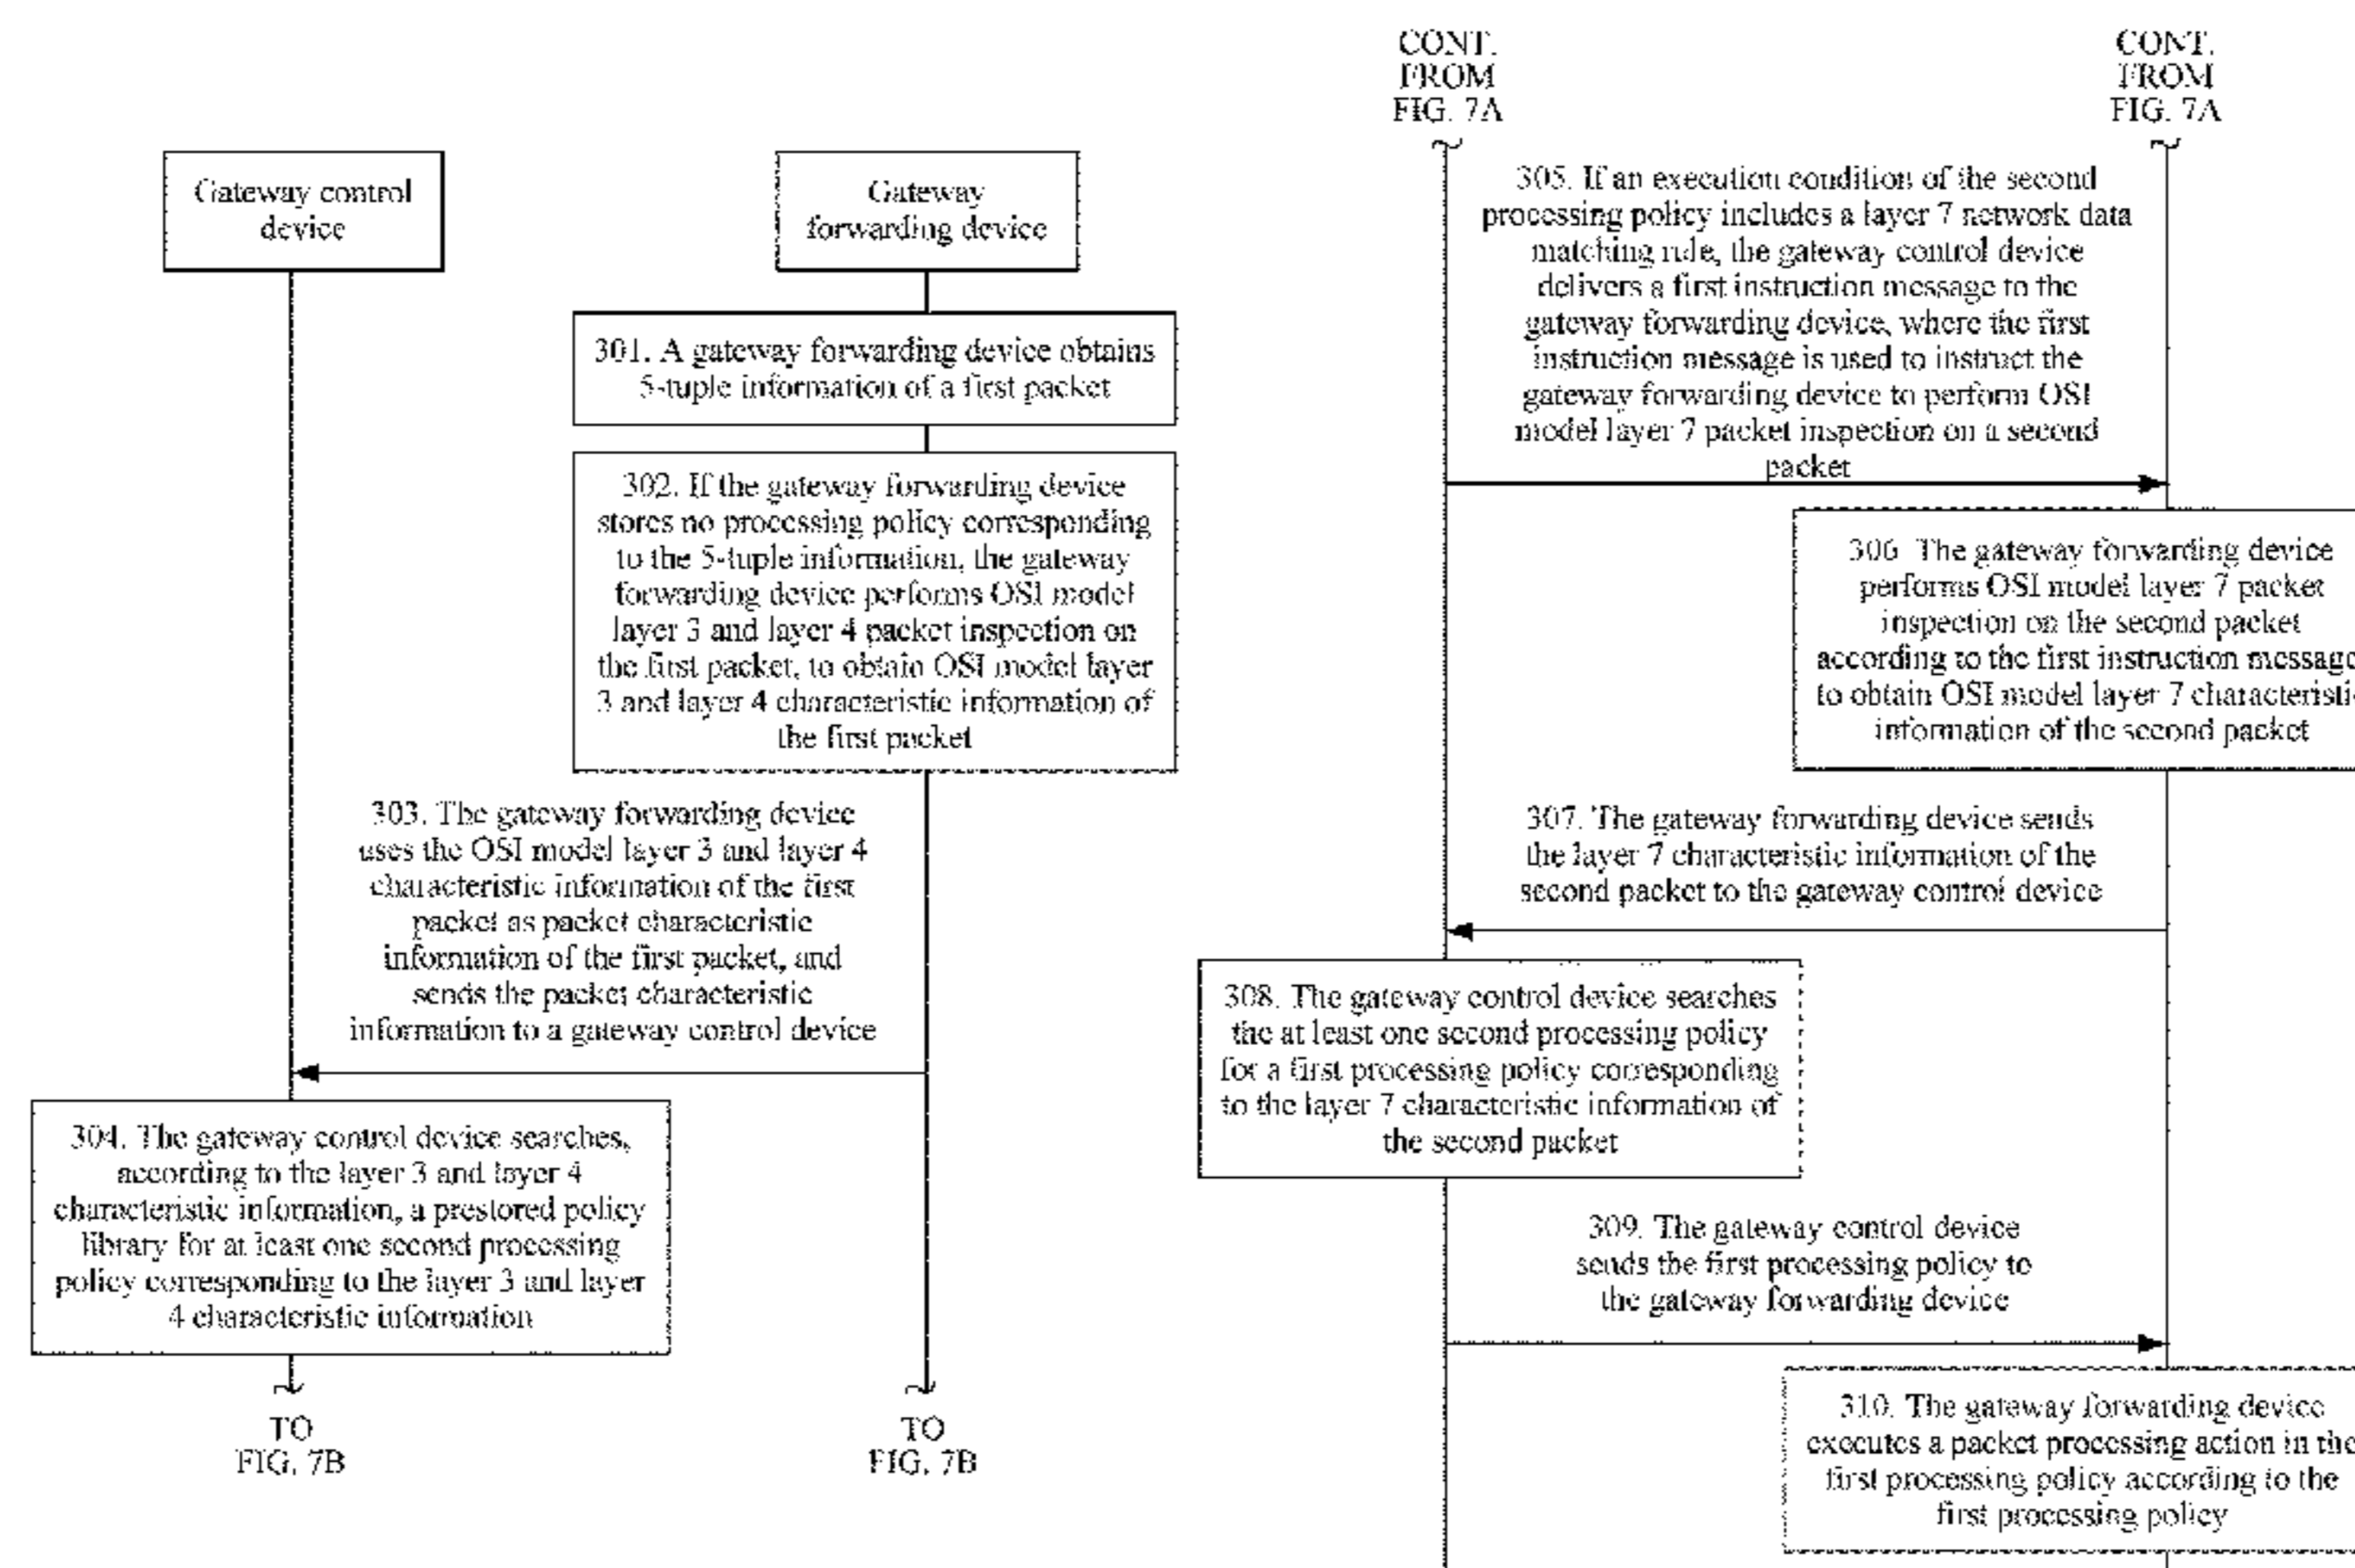 Gateway control
device
Gateway
forwarding device
301. A gateway forwarding device obtains
5-tuple information of a first packet
302. If the gateway forwarding device
stores no processing policy corresponding
to the 5-tuple information, the gateway
forwarding device performs OSI model
layer 3 and layer 4 packet inspection on
the first packet, to obtain OSI model layer
3 and layer 4 characteristic information of
the first packet
303. The gateway forwarding device
uses the OSI model layer 3 and layer 4
characteristic information of the first
packet as packet characteristic
information of the first packet, and
sends the packet characteristic
information to a gateway control device
304. The gateway control device searches,
according to the layer 3 and layer 4
characteristic information, a prestored policy
library for at least one second processing
policy corresponding to the layer 3 and layer
4 characteristic information
TO
FIG. 7B
TO
FIG. 7B
CONT.
FROM
FIG. 7A
CONT.
FROM
FIG. 7A
305. If an execution condition of the second
processing policy includes a layer 7 network data
matching rule, the gateway control device
delivers a first instruction message to the
gateway forwarding device, where the first
instruction message is used to instruct the
gateway forwarding device to perform OSI
model layer 7 packet inspection on a second
packet
306. The gateway forwarding device
performs OSI model layer 7 packet
inspection on the second packet
according to the first instruction message
to obtain OSI model layer 7 characteristi
information of the second packet
307. The gateway forwarding device sends
the layer 7 characteristic information of the
second packet to the gateway control device
308. The gateway control device searches
the at least one second processing policy
for a first processing policy corresponding
to the layer 7 characteristic information of
the second packet
309. The gateway control device
sends the first processing policy to
the gateway forwarding device
310. The gateway forwarding device
executes a packet processing action in the
first processing policy according to the
first processing policy